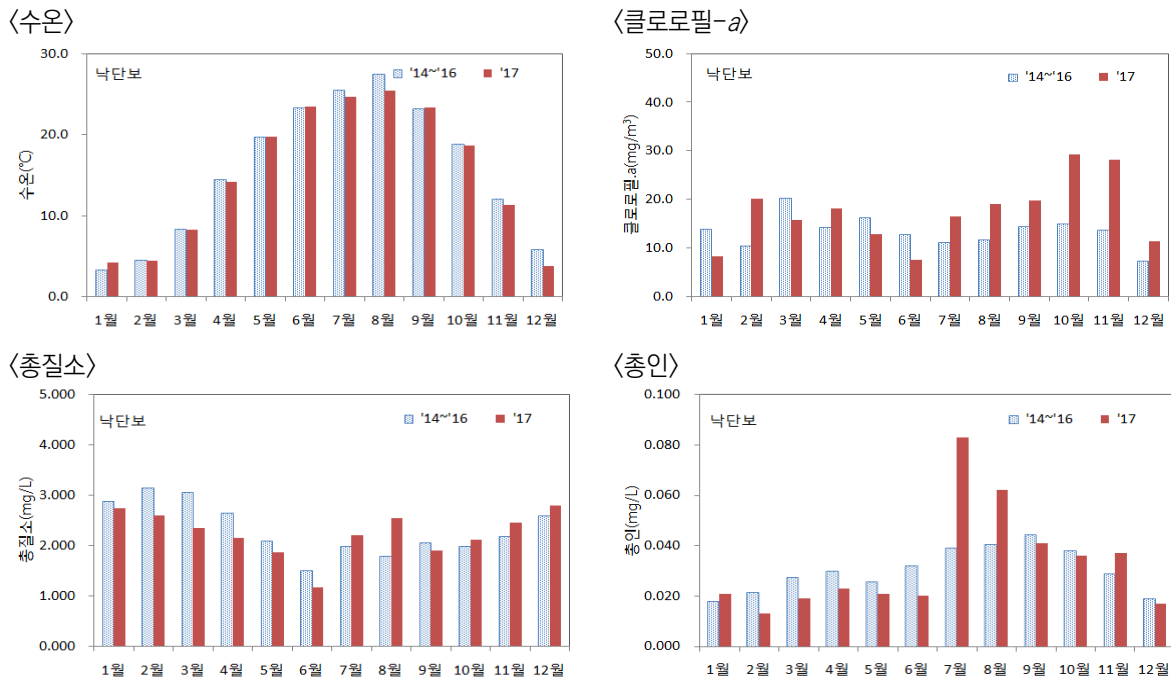 〈수온〉
30.0
20.0
10.0
0.0
수온(℃)
낙단보
'14~'16 '17
1월 2월 3월 4월 5월 6월 7월 8월 9월 10월 11월 12월
〈클로로필-a〉
50.0
40.0
30.0
20.0
10.0
0.0
클로로필.a(mg/m³)
낙단보
'14~'16 '17
1월 2월 3월 4월 5월 6월 7월 8월 9월 10월 11월 12월
〈총질소〉
5.000
4.000
3.000
2.000
1.000
0.000
총질소(mg/L)
낙단보
'14~'16 '17
1월 2월 3월 4월 5월 6월 7월 8월 9월 10월 11월 12월
〈총인〉
0.100
0.080
0.060
0.040
0.020
0.000
총인(mg/L)
낙단보
'14~'16 '17
1월 2월 3월 4월 5월 6월 7월 8월 9월 10월 11월 12월